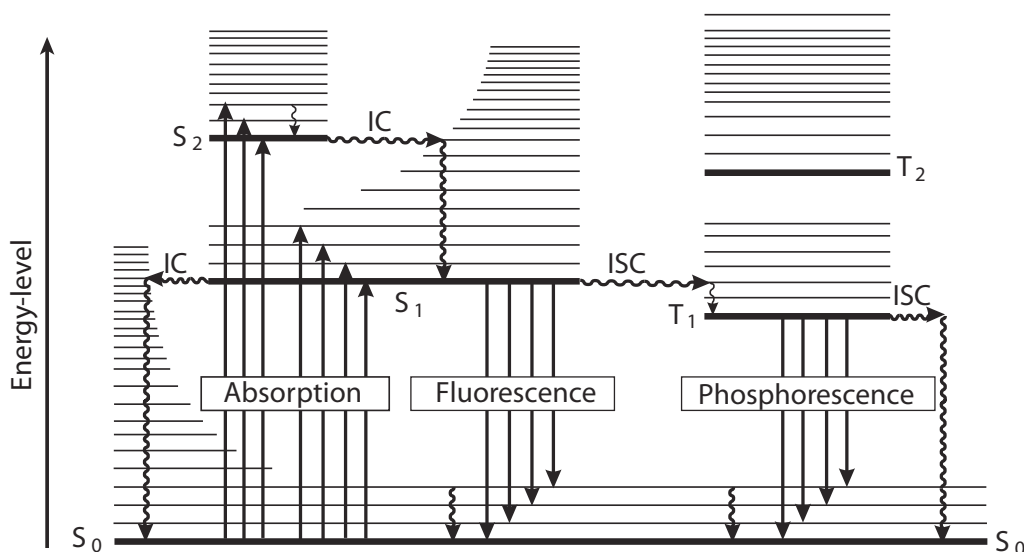 IC
S2
T2
IC
ISC
ISC
S1
T1
Energy-level
Absorption
Fluorescence
Phosphorescence
S0
S0